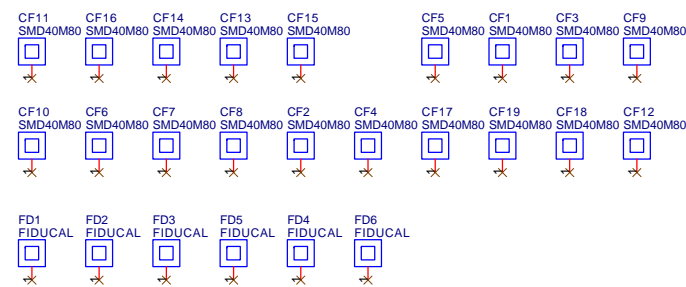 CF11 CF16 CF14 CF13 CF15 CF5 CF1 CF3 CF9
SMD40M80 SMD40M80 SMD40M80 SMD40M80 SMD40M80 SMD40M80 SMD40M80 SMD40M80 SMD40M80
CF10 CF6 CF7 CF8 CF2 CF4 CF17 CF19 CF18 CF12
SMD40M80 SMD40M80 SMD40M80 SMD40M80 SMD40M80 SMD40M80 SMD40M80 SMD40M80 SMD40M80 SMD40M80
FD1 FD2 FD3 FD5 FD4 FD6
FIDUCAL FIDUCAL FIDUCAL FIDUCAL FIDUCAL FIDUCAL